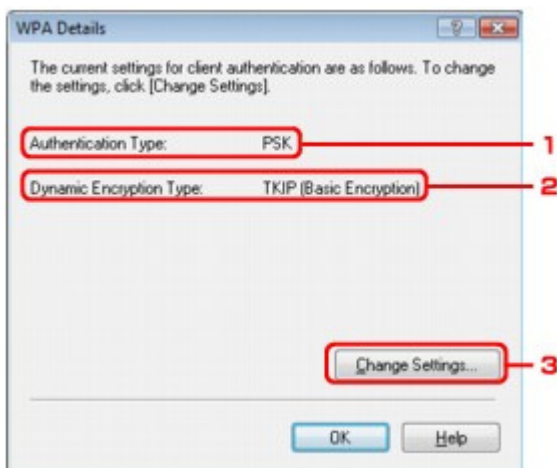 WPA Details
The current settings for client authentication are as follows. To change
the settings, click [Change Settings].
Authentication Type: PSK
1
Dynamic Encryption Type: TKIP (Basic Encryption)
2
Change Settings...
3
OK Help